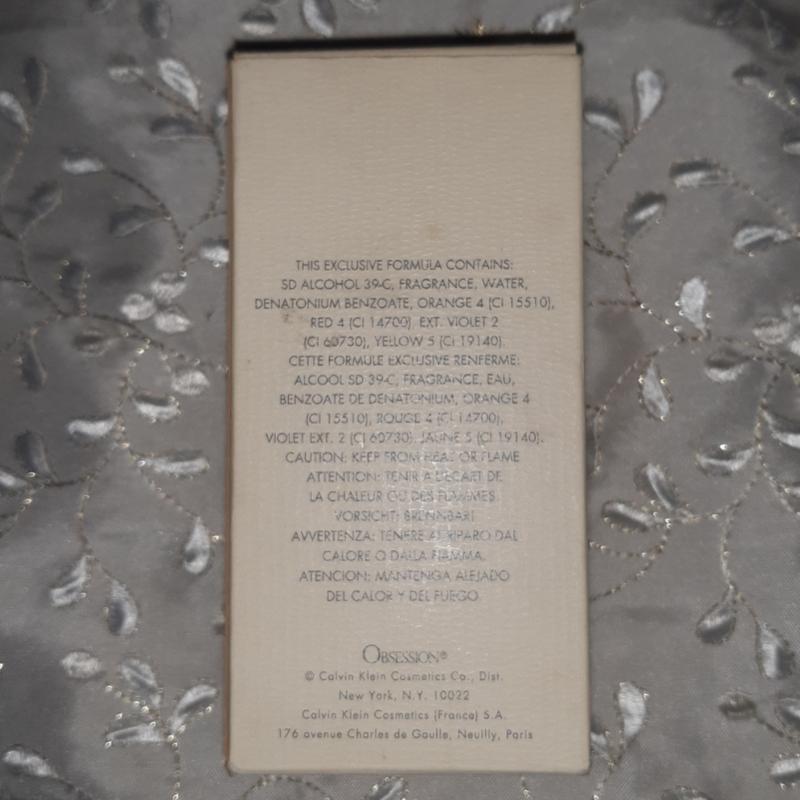 THIS EXCLUSIVE FORMULA CONTAINS:
SD ALCOHOL 39-C, FRAGRANCE, WATER,
DENATONIUM BENZOATE, ORANGE 4 (CI 15510),
RED 4 (CI 14700), EXT. VIOLET 2
(CI 60730), YELLOW 5 (CI 19140).
CETTE FORMULE EXCLUSIVE RENFERME:
ALCOOL SD 39-C, FRAGRANCE, EAU,
BENZOATE DE DENATONIUM, ORANGE 4
(CI 15510), ROUGE 4 (CI 14700),
VIOLET EXT. 2 (CI 60730), JAUNE 5 (CI 19140).
CAUTION: KEEP FROM HEAT OR FLAME
ATTENTION: TENIR A L'ECART DE
LA CHALEUR OU DES FLAMMES.
VORSICHT: BRENNBAR!
AVVERTENZA: TENERE AL RIPARO DAL
CALORE O DALLA FIAMMA.
ATENCION: MANTENGA ALEJADO
DEL CALOR Y DEL FUEGO.
OBSESSION®
© Calvin Klein Cosmetics Co., Dist.
New York, N.Y. 10022
Calvin Klein Cosmetics (France) S.A.
176 avenue Charles de Gaulle, Neuilly, Paris